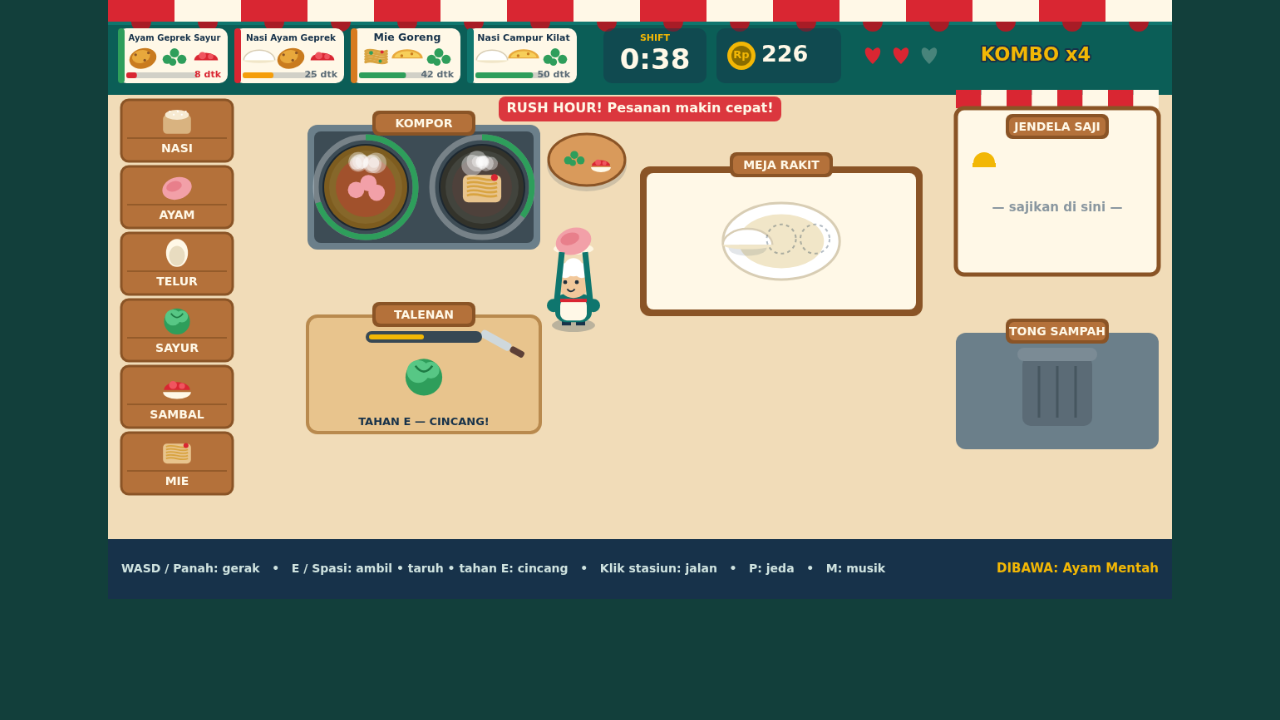 Ayam Geprek Sayur
8 dtk
Nasi Ayam Geprek
25 dtk
Mie Goreng
42 dtk
Nasi Campur Kilat
50 dtk
SHIFT
0:38
Rp
226
KOMBO x4
RUSH HOUR! Pesanan makin cepat!
NASI
AYAM
TELUR
SAYUR
SAMBAL
MIE
KOMPOR
TALENAN
TAHAN E — CINCANG!
MEJA RAKIT
JENDELA SAJI
— sajikan di sini —
TONG SAMPAH
WASD / Panah: gerak • E / Spasi: ambil • taruh • tahan E: cincang • Klik stasiun: jalan • P: jeda • M: musik
DIBAWA: Ayam Mentah